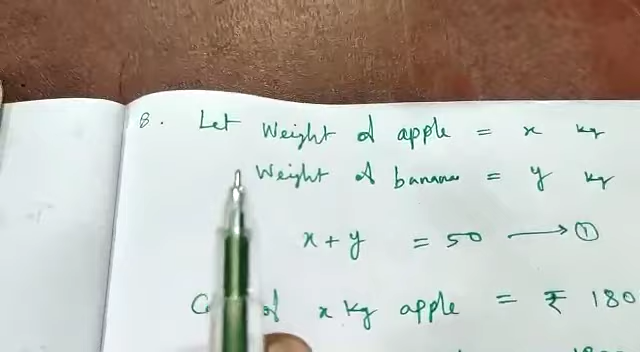 8. Let Weight of apple = x kg
Weight of banana = y kg
x + y = 50 → ①
of x kg apple = ₹ 180